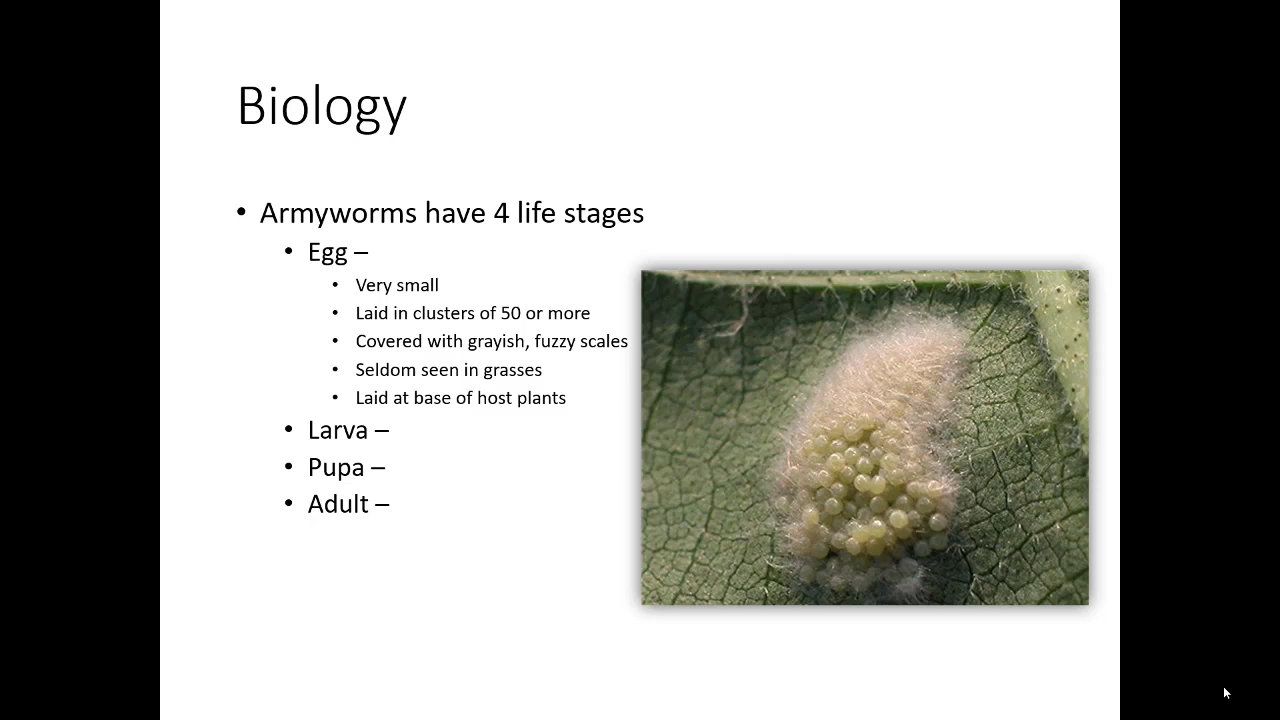 Biology
• Armyworms have 4 life stages
• Egg –
• Very small
• Laid in clusters of 50 or more
• Covered with grayish, fuzzy scales
• Seldom seen in grasses
• Laid at base of host plants
• Larva –
• Pupa –
• Adult –